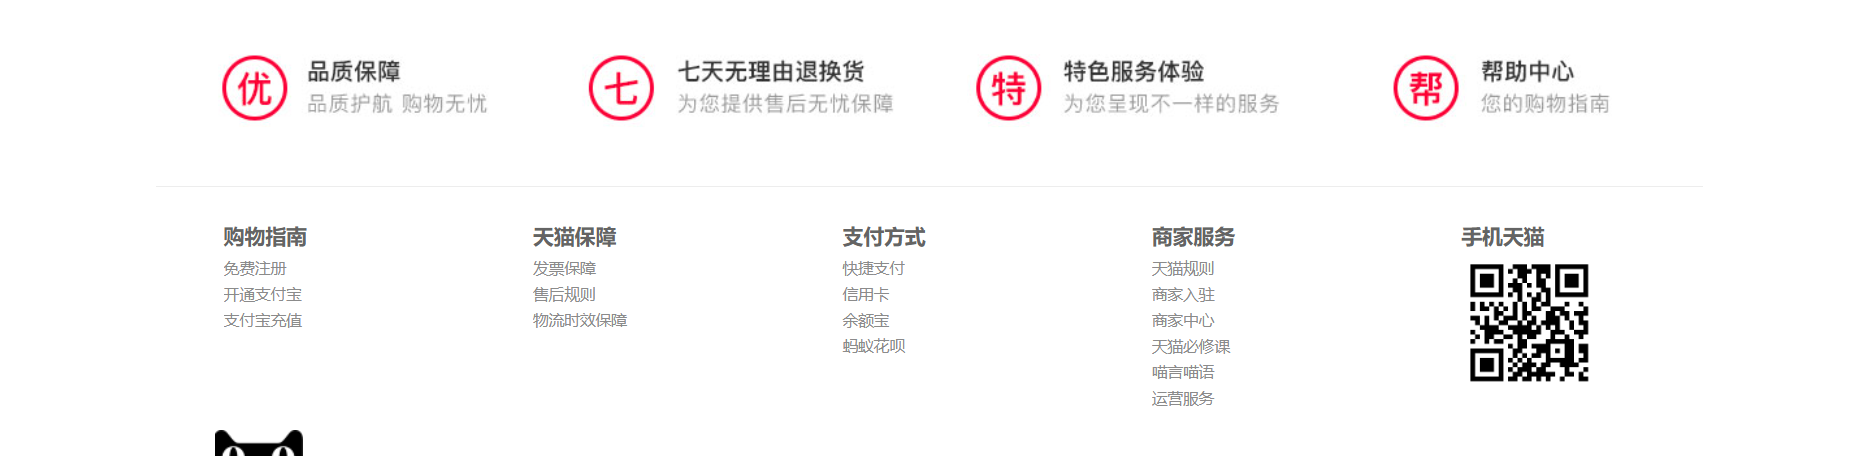 优
品质保障
品质护航 购物无忧
七
七天无理由退换货
为您提供售后无忧保障
特
特色服务体验
为您呈现不一样的服务
帮
帮助中心
您的购物指南
购物指南
免费注册
开通支付宝
支付宝充值
天猫保障
发票保障
售后规则
物流时效保障
支付方式
快捷支付
信用卡
余额宝
蚂蚁花呗
商家服务
天猫规则
商家入驻
商家中心
天猫必修课
喵言喵语
运营服务
手机天猫